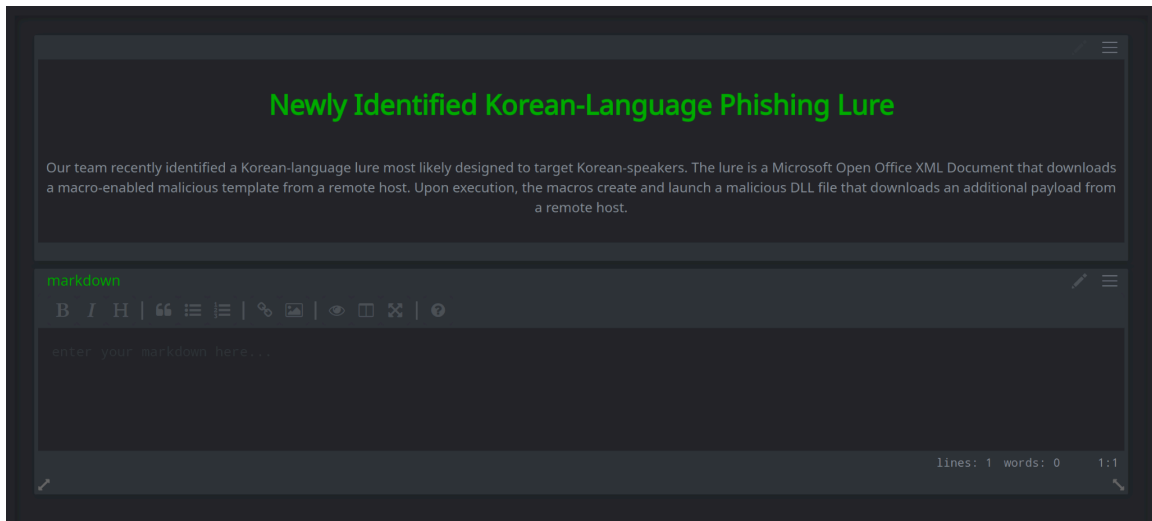 Newly Identified Korean-Language Phishing Lure
Our team recently identified a Korean-language lure most likely designed to target Korean-speakers. The lure is a Microsoft Open Office XML Document that downloads
a macro-enabled malicious template from a remote host. Upon execution, the macros create and launch a malicious DLL file that downloads an additional payload from
a remote host.
markdown
B I H
enter your markdown here...
lines: 1 words: 0 1:1